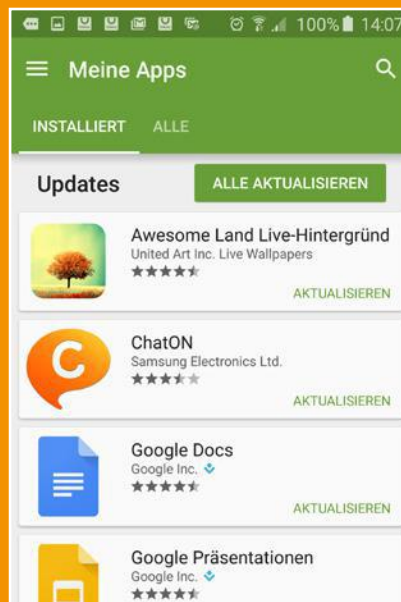 100% 14:07
Meine Apps
INSTALLIERT ALLE
Updates ALLE AKTUALISIEREN
Awesome Land Live-Hintergründ
United Art Inc. Live Wallpapers
AKTUALISIEREN
C
ChatON
Samsung Electronics Ltd.
AKTUALISIEREN
Google Docs
Google Inc.
AKTUALISIEREN
Google Präsentationen
Google Inc.